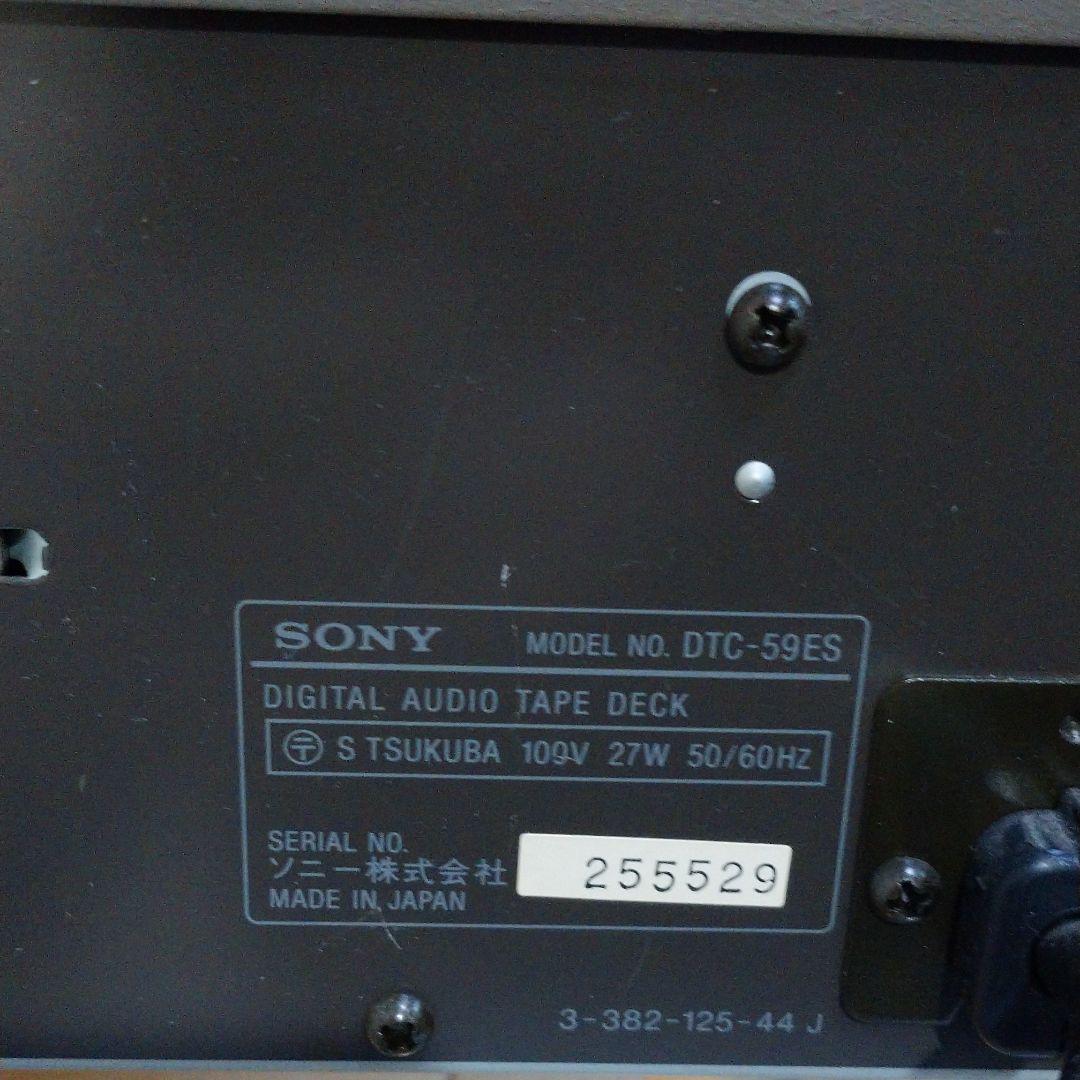 SONY MODEL NO. DTC-59ES
DIGITAL AUDIO TAPE DECK
〒 S TSUKUBA 109V 27W 50/60HZ
SERIAL NO.
ソニー株式会社 255529
MADE IN JAPAN
3-382-125-44 J